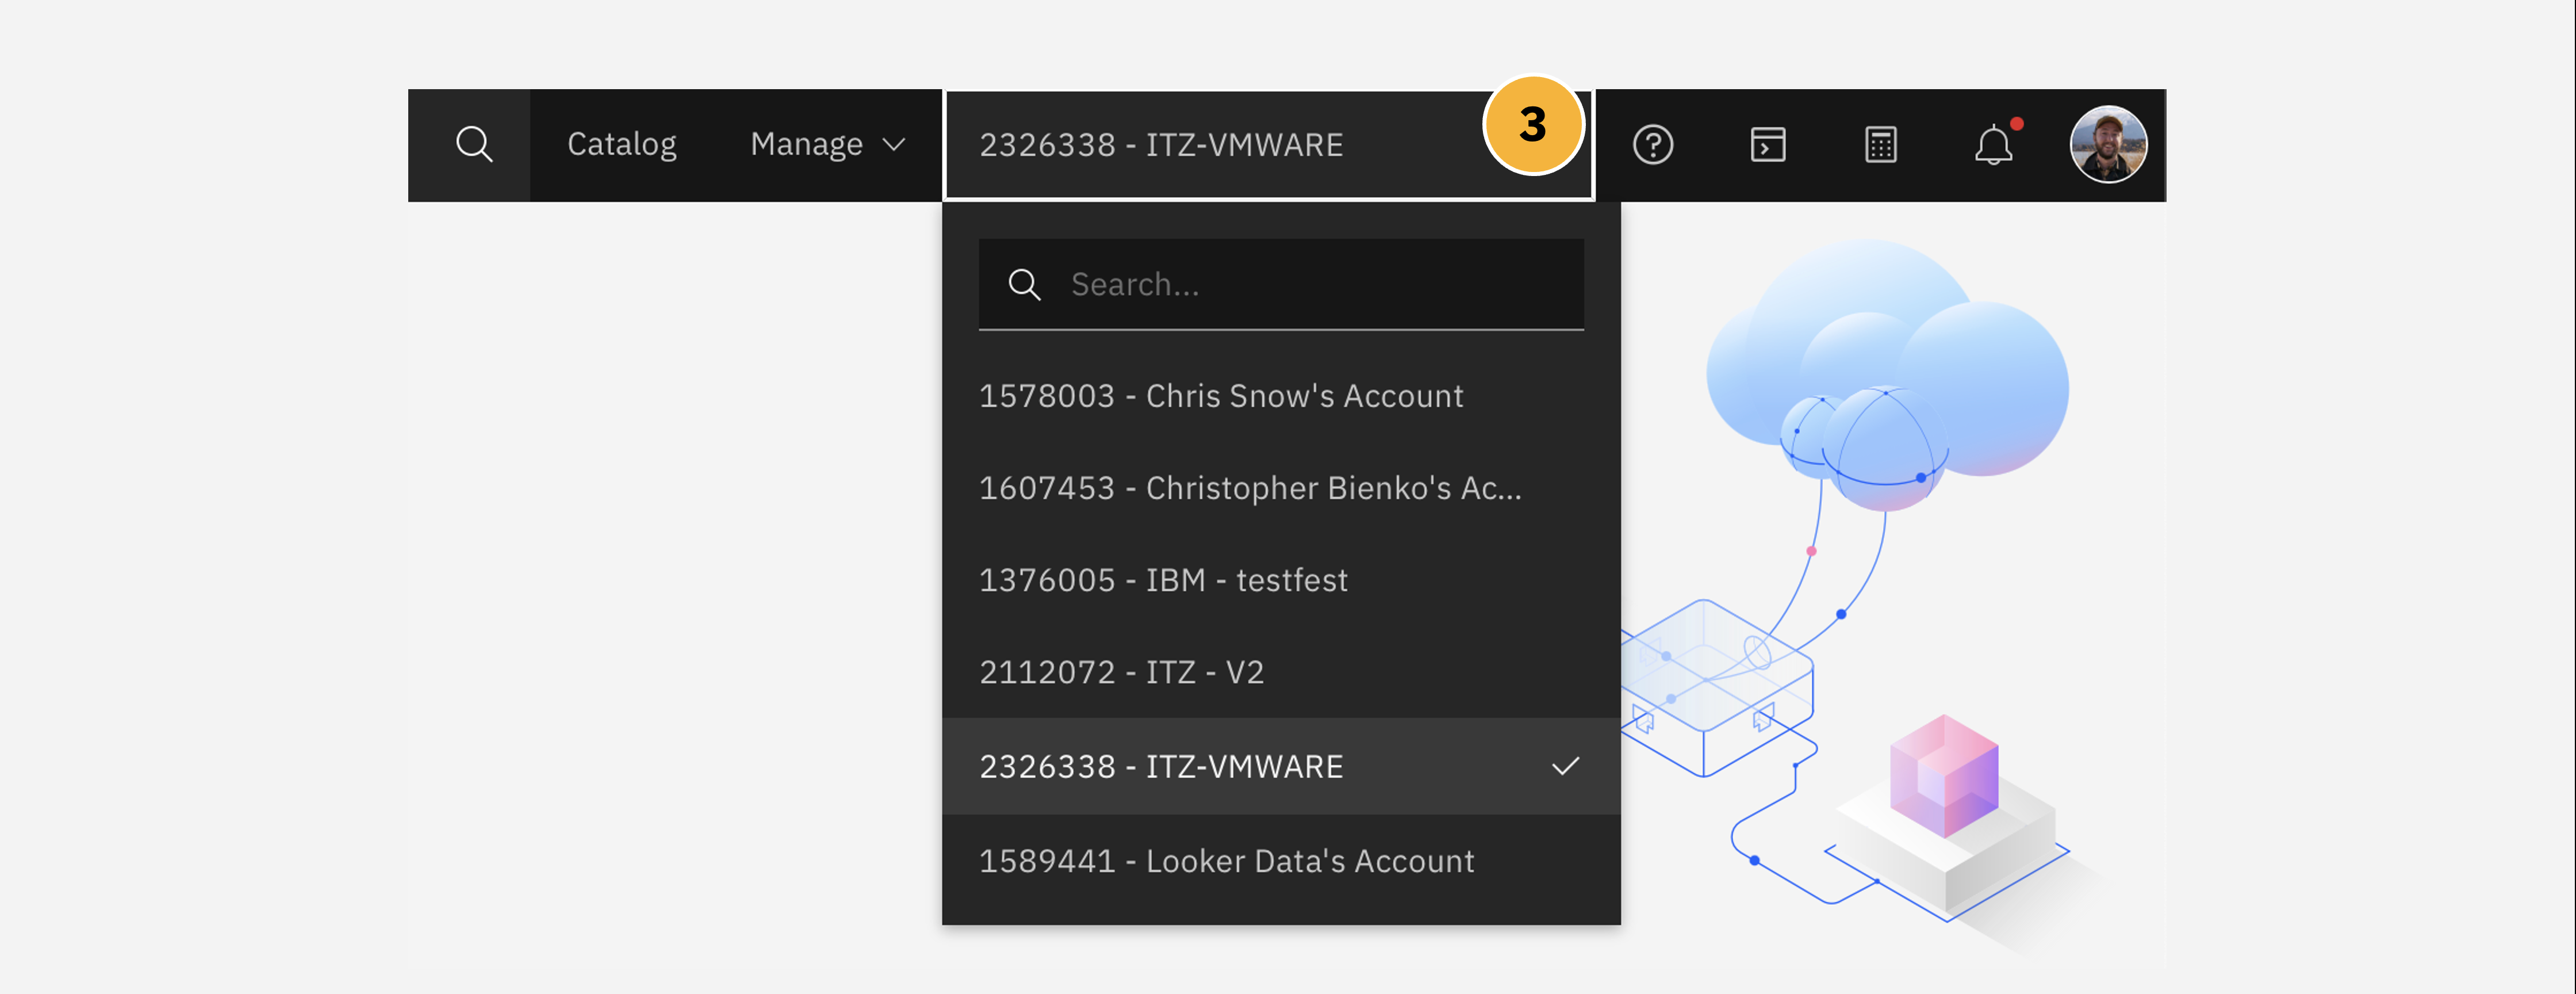 Catalog
Manage
2326338 - ITZ-VMWARE
3
Search...
1578003 - Chris Snow's Account
1607453 - Christopher Bienko's Ac...
1376005 - IBM - testfest
2112072 - ITZ - V2
2326338 - ITZ-VMWARE
1589441 - Looker Data's Account